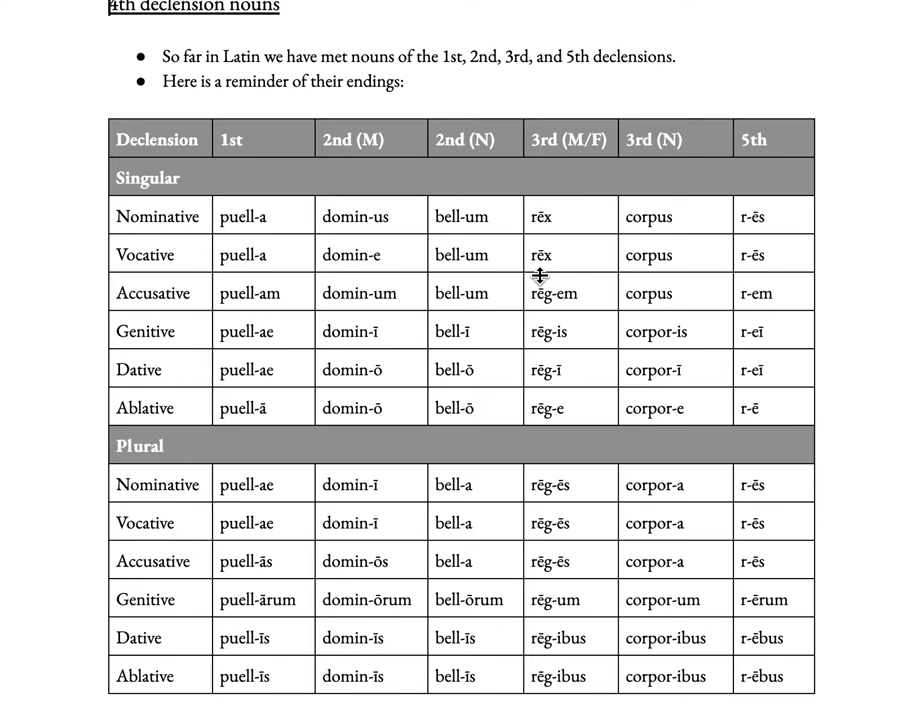 4th declension nouns
● So far in Latin we have met nouns of the 1st, 2nd, 3rd, and 5th declensions.
● Here is a reminder of their endings:
Declension 1st 2nd (M) 2nd (N) 3rd (M/F) 3rd (N) 5th
Singular
Nominative puell-a domin-us bell-um rēx corpus r-ēs
Vocative puell-a domin-e bell-um rēx corpus r-ēs
Accusative puell-am domin-um bell-um rēg-em corpus r-em
Genitive puell-ae domin-ī bell-ī rēg-is corpor-is r-eī
Dative puell-ae domin-ō bell-ō rēg-ī corpor-ī r-eī
Ablative puell-ā domin-ō bell-ō rēg-e corpor-e r-ē
Plural
Nominative puell-ae domin-ī bell-a rēg-ēs corpor-a r-ēs
Vocative puell-ae domin-ī bell-a rēg-ēs corpor-a r-ēs
Accusative puell-ās domin-ōs bell-a rēg-ēs corpor-a r-ēs
Genitive puell-ārum domin-ōrum bell-ōrum rēg-um corpor-um r-ērum
Dative puell-īs domin-īs bell-īs rēg-ibus corpor-ibus r-ēbus
Ablative puell-īs domin-īs bell-īs rēg-ibus corpor-ibus r-ēbus